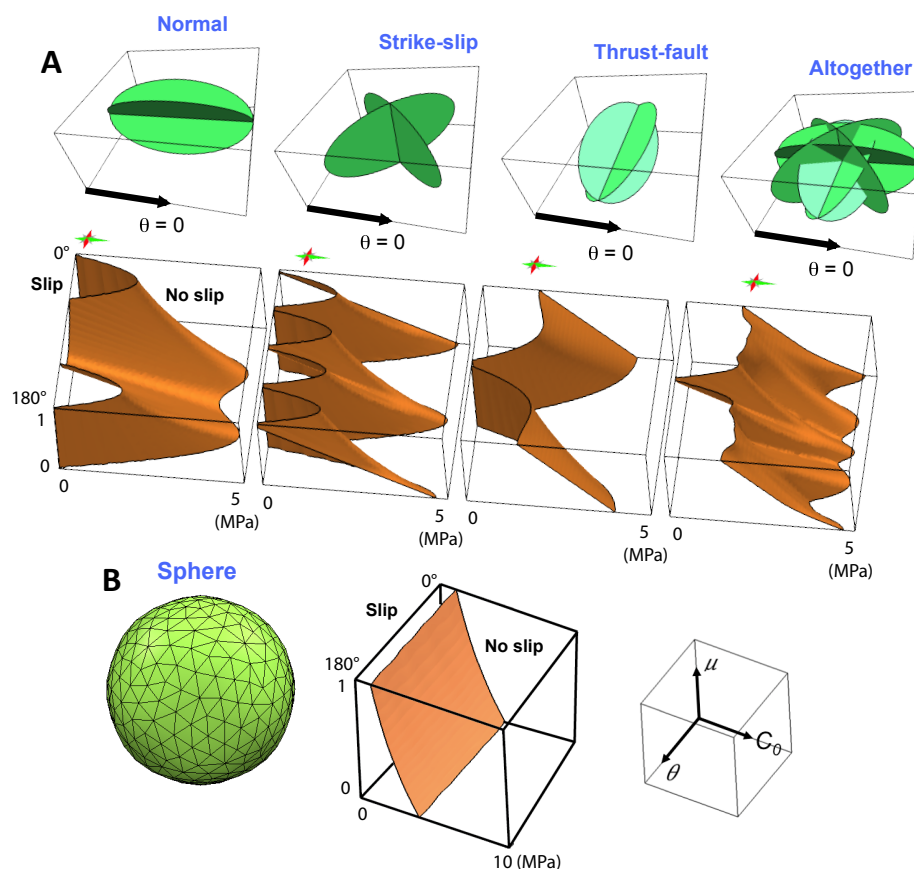 Normal
Strike-slip
Thrust-fault
Altogether
A
θ = 0
θ = 0
θ = 0
θ = 0
0°
Slip
No slip
180°
1
0
0
5
(MPa)
0
5
(MPa)
0
5
(MPa)
0
5
(MPa)
B
Sphere
0°
Slip
No slip
180°
1
0
0
10 (MPa)
μ
C₀
θ